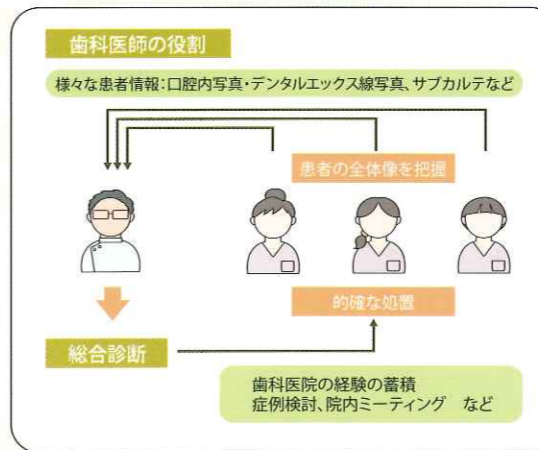 歯科医師の役割
様々な患者情報：口腔内写真・デンタルエックス線写真、サブカルテなど
患者の全体像を把握
的確な処置
総合診断
歯科医院の経験の蓄積
症例検討、院内ミーティング　など